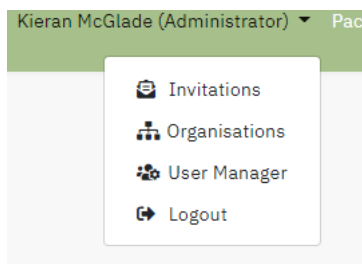 Kieran McGlade (Administrator) Pac
Invitations
Organisations
User Manager
Logout